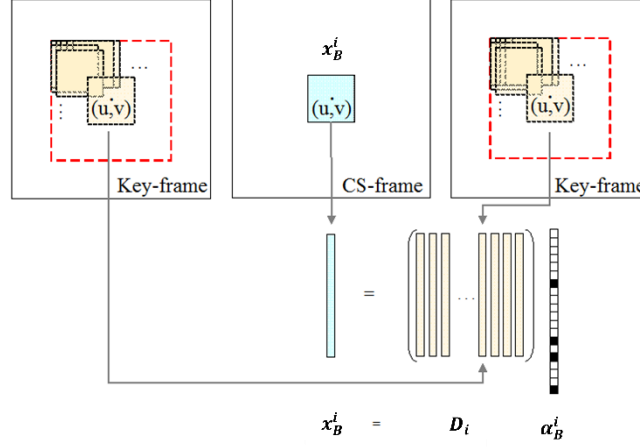 x_B^i
(u,v)
(u,v)
(u,v)
...
...
⋮
⋮
Key-frame
CS-frame
Key-frame
=
...
x_B^i = D_i α_B^i